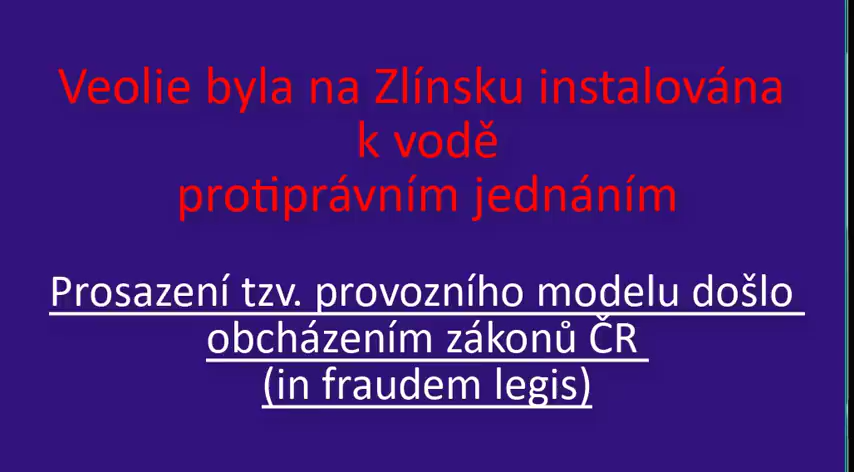 Veolie byla na Zlínsku instalována
k vodě
protiprávním jednáním
Prosazení tzv. provozního modelu došlo
obcházením zákonů ČR
(in fraudem legis)